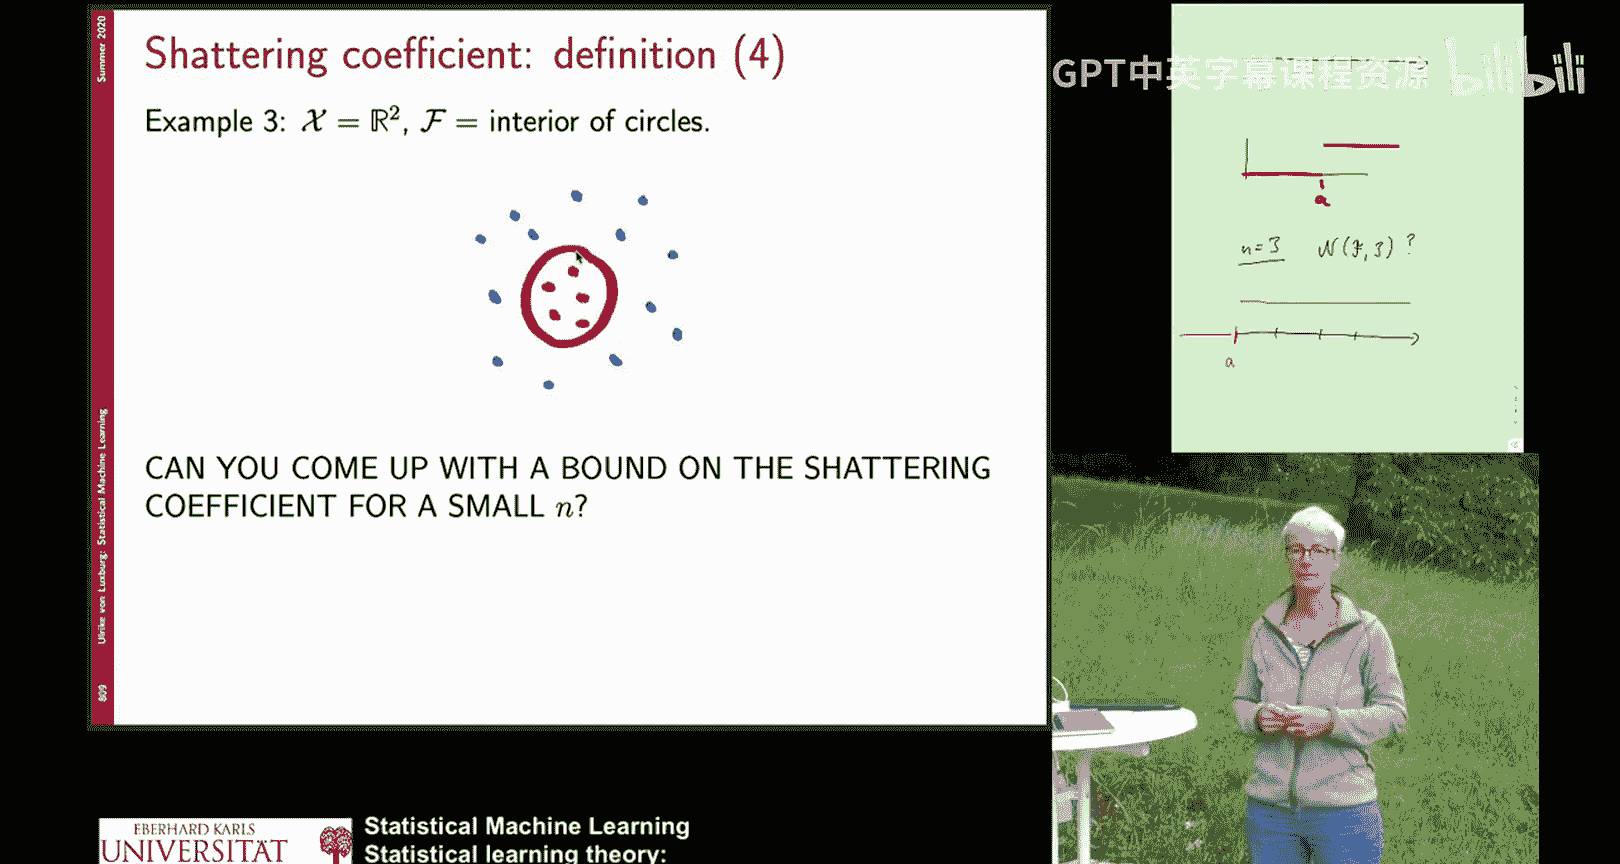 Summer 2020
Shattering coefficient: definition (4)
Example 3: 𝒳 = ℝ², ℱ = interior of circles.
CAN YOU COME UP WITH A BOUND ON THE SHATTERING
COEFFICIENT FOR A SMALL n?
Ulrike von Luxburg: Statistical Machine Learning
809
GPT中英字幕课程资源 bilibili
a
n=3 𝒩(ℱ,3)?
a
EBERHARD KARLS
UNIVERSITÄT
Statistical Machine Learning
Statistical learning theory: